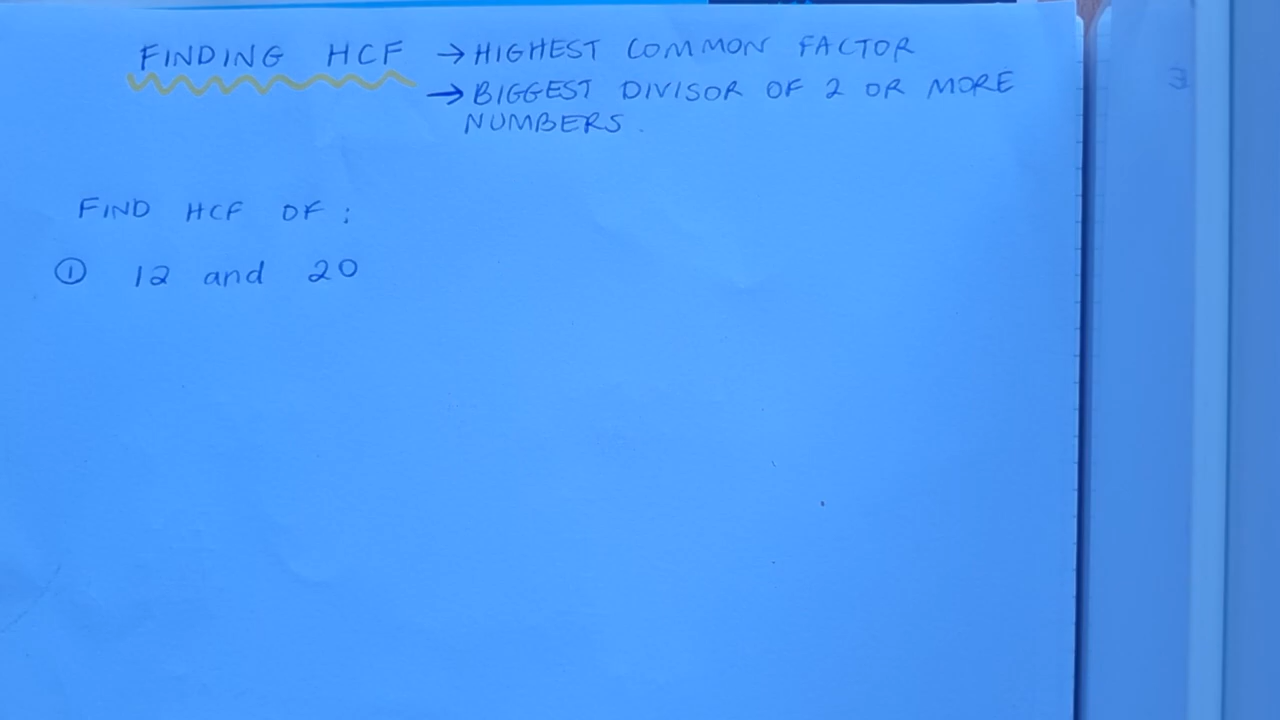 FINDING HCF → HIGHEST COMMON FACTOR
→ BIGGEST DIVISOR OF 2 OR MORE
NUMBERS.
FIND HCF OF :
① 12 and 20